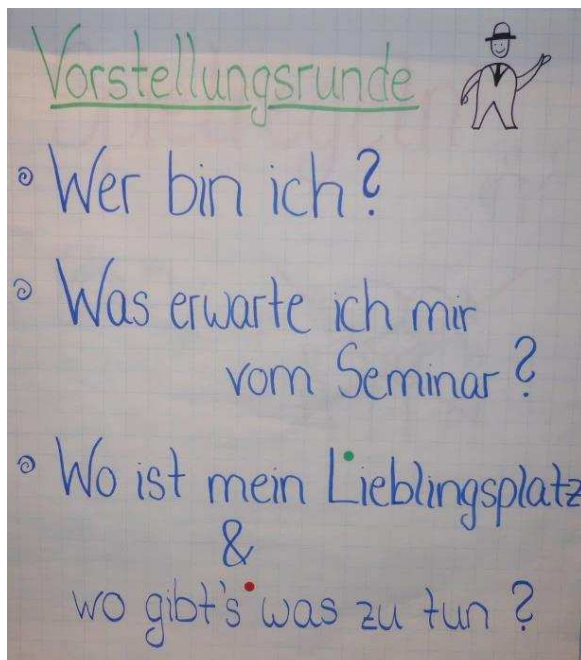 Vorstellungsrunde
Wer bin ich?
Was erwarte ich mir
vom Seminar?
Wo ist mein Lieblingsplatz
&
wo gibt's was zu tun?